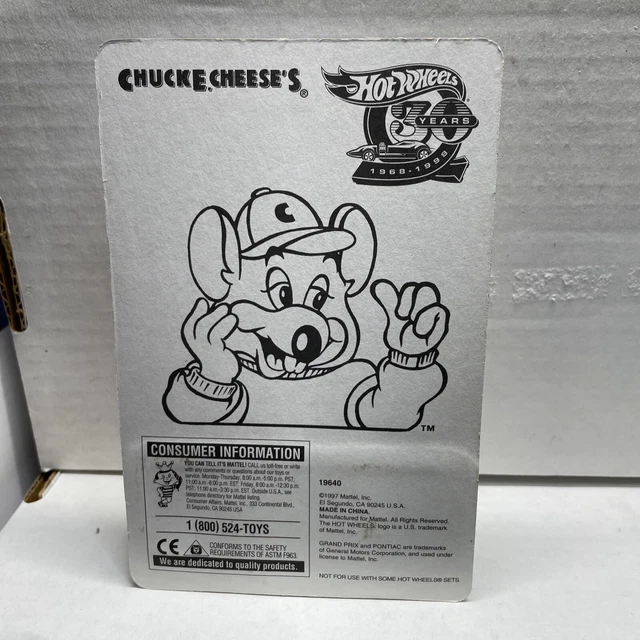 CHUCK E. CHEESE'S®
HOT WHEELS®
30 YEARS
1968-1998
C
TM
CONSUMER INFORMATION
YOU CAN TELL IT'S MATTEL! CALL us toll-free or write
with any comments or questions about our toys or
service. Monday-Thursday, 8:00 a.m.-5:00 p.m. PST,
11:00 a.m.-8:00 p.m. EST; Friday, 8:00 a.m.-12:30 p.m.
PST, 11:00 a.m.-3:30 p.m. EST. Outside U.S.A., see
telephone directory for Mattel listing.
Consumer Affairs, Mattel, Inc., 333 Continental Blvd.,
El Segundo, CA 90245 USA
1 (800) 524-TOYS
CE CONFORMS TO THE SAFETY
REQUIREMENTS OF ASTM F963.
We are dedicated to quality products.
19640
©1997 Mattel, Inc.
El Segundo, CA 90245 U.S.A.
MADE IN CHINA.
Manufactured for Mattel. All Rights Reserved.
The HOT WHEELS® logo is a U.S. trademark
of Mattel, Inc.
GRAND PRIX and PONTIAC are trademarks
of General Motors Corporation, and used under
license to Mattel, Inc.
NOT FOR USE WITH SOME HOT WHEELS® SETS.